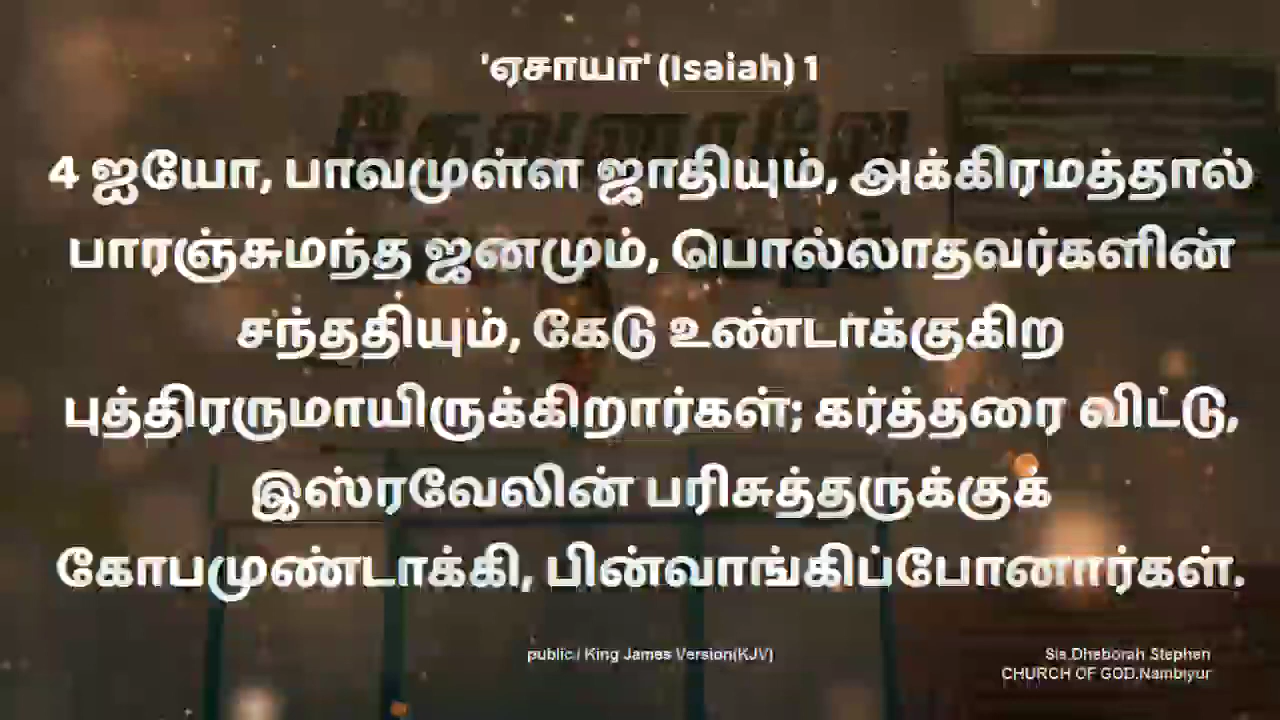 'ஏசாயா' (Isaiah) 1
4 ஐயோ, பாவமுள்ள ஜாதியும், அக்கிரமத்தால்
பாரஞ்சுமந்த ஜனமும், பொல்லாதவர்களின்
சந்ததியும், கேடு உண்டாக்குகிற
புத்திரருமாயிருக்கிறார்கள்; கர்த்தரை விட்டு,
இஸ்ரவேலின் பரிசுத்தருக்குக்
கோபமுண்டாக்கி, பின்வாங்கிப்போனார்கள்.
public / King James Version(KJV)
Sis.Dheborah Stephen
CHURCH OF GOD.Nambiyur